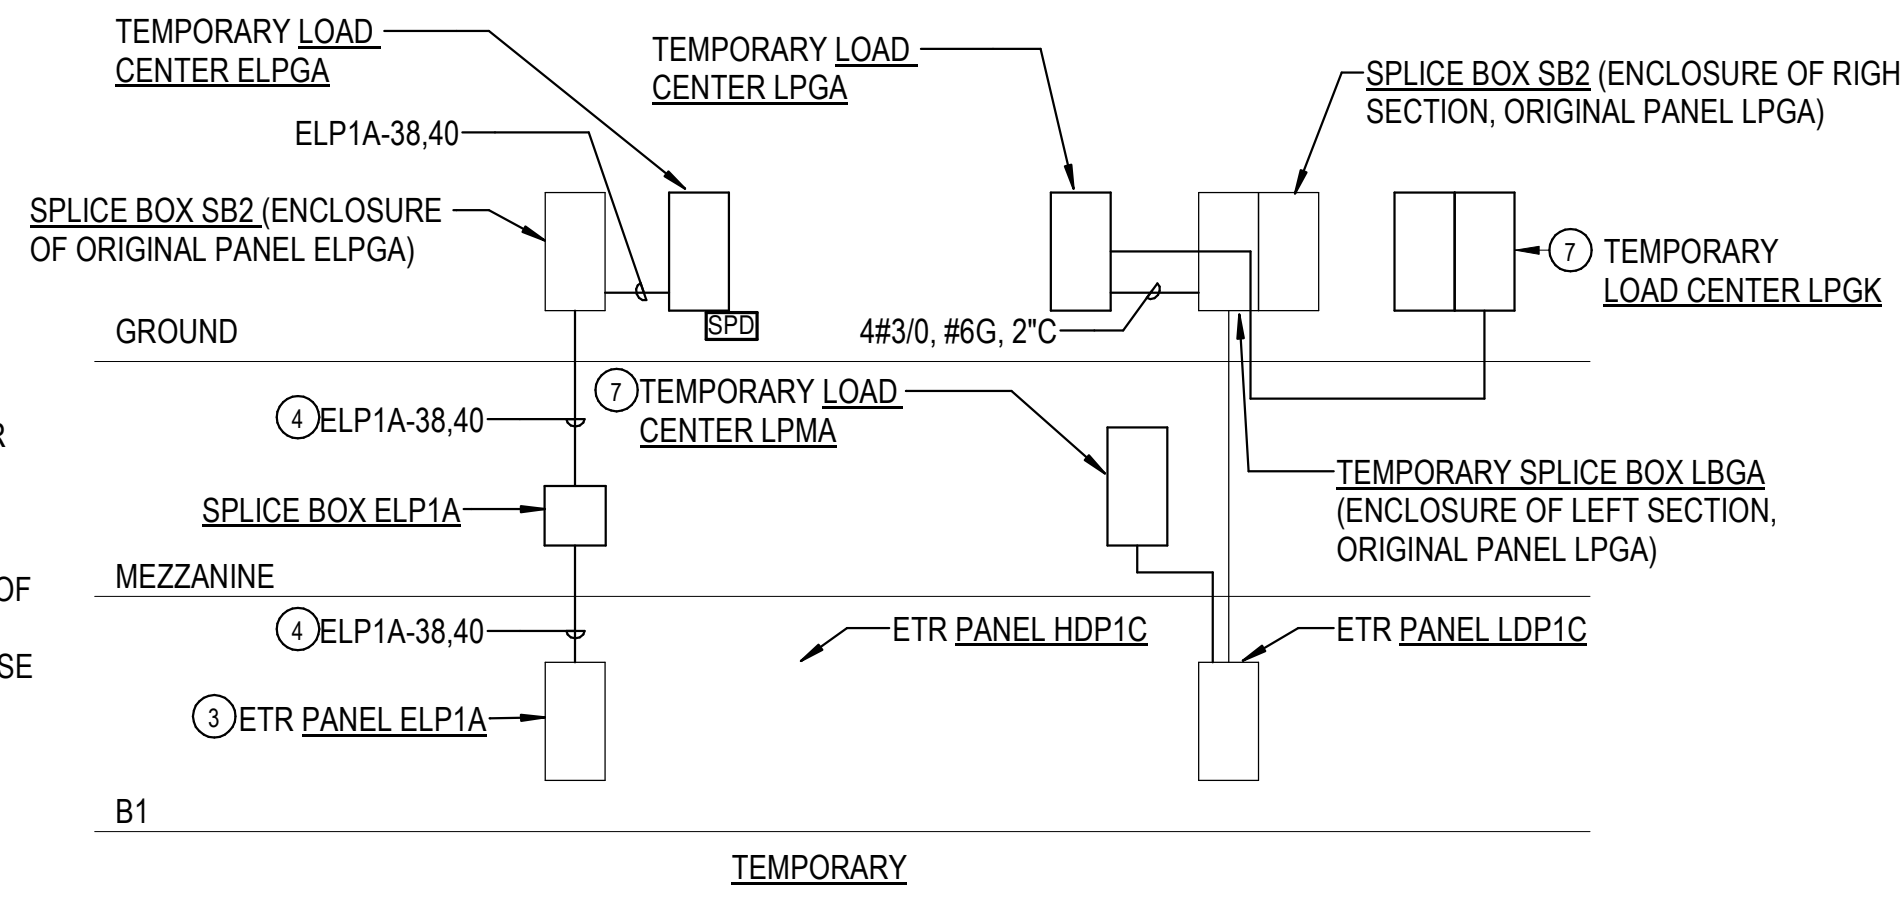 TEMPORARY LOAD
CENTER ELPGA
TEMPORARY LOAD
CENTER LPGA
SPLICE BOX SB2 (ENCLOSURE OF RIGH
SECTION, ORIGINAL PANEL LPGA)
ELP1A-38,40
SPLICE BOX SB2 (ENCLOSURE
OF ORIGINAL PANEL ELPGA)
7 TEMPORARY
LOAD CENTER LPGK
SPD
GROUND
4#3/0, #6G, 2"C
4 ELP1A-38,40
7 TEMPORARY LOAD
CENTER LPMA
R
SPLICE BOX ELP1A
TEMPORARY SPLICE BOX LBGA
(ENCLOSURE OF LEFT SECTION,
ORIGINAL PANEL LPGA)
MEZZANINE
OF
4 ELP1A-38,40
ETR PANEL HDP1C
ETR PANEL LDP1C
SE
3 ETR PANEL ELP1A
B1
TEMPORARY